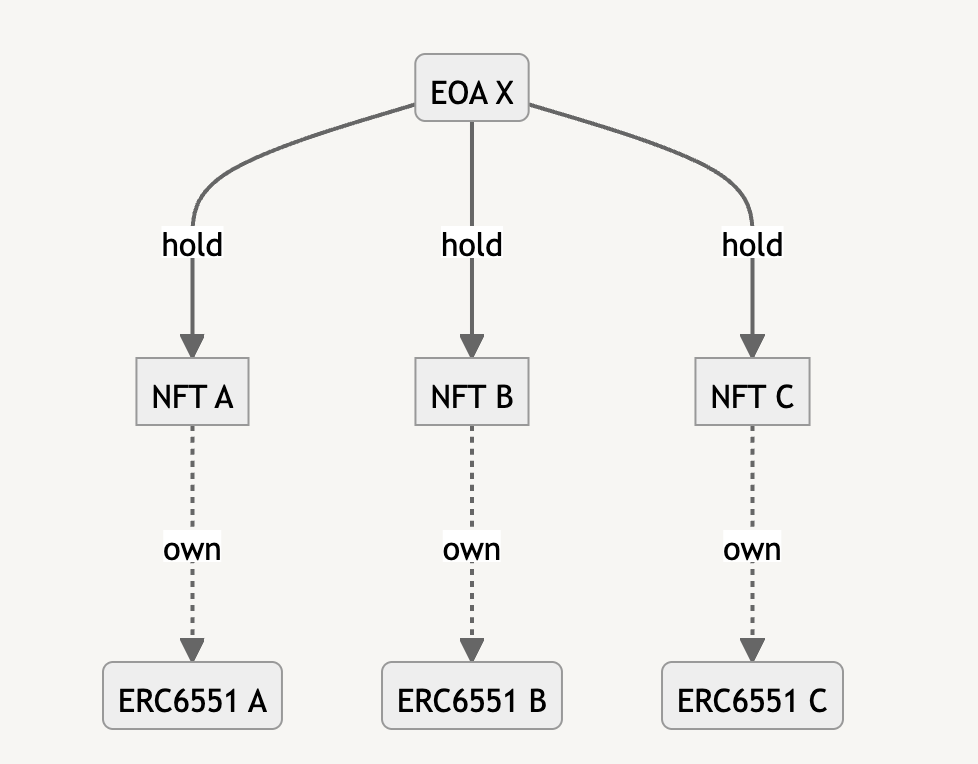 EOA X
hold
hold
hold
NFT A
NFT B
NFT C
own
own
own
ERC6551 A
ERC6551 B
ERC6551 C